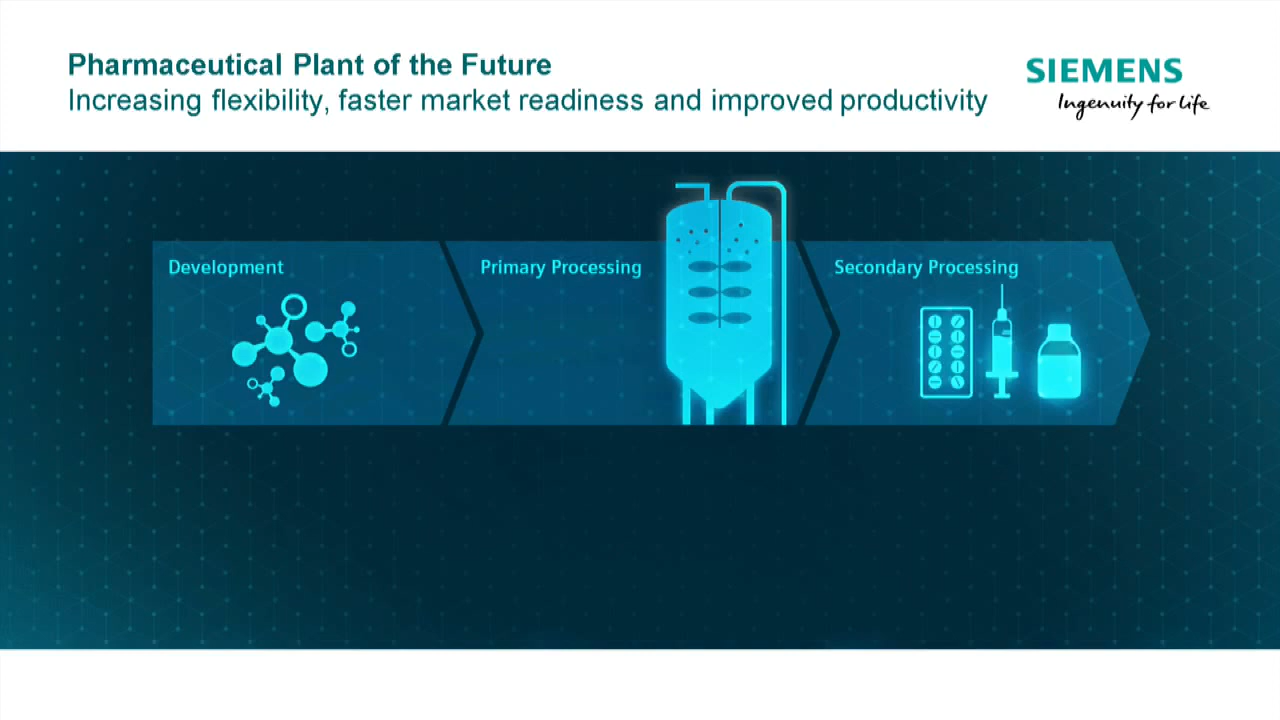 Pharmaceutical Plant of the Future
Increasing flexibility, faster market readiness and improved productivity
SIEMENS
Ingenuity for life
Development
Primary Processing
Secondary Processing